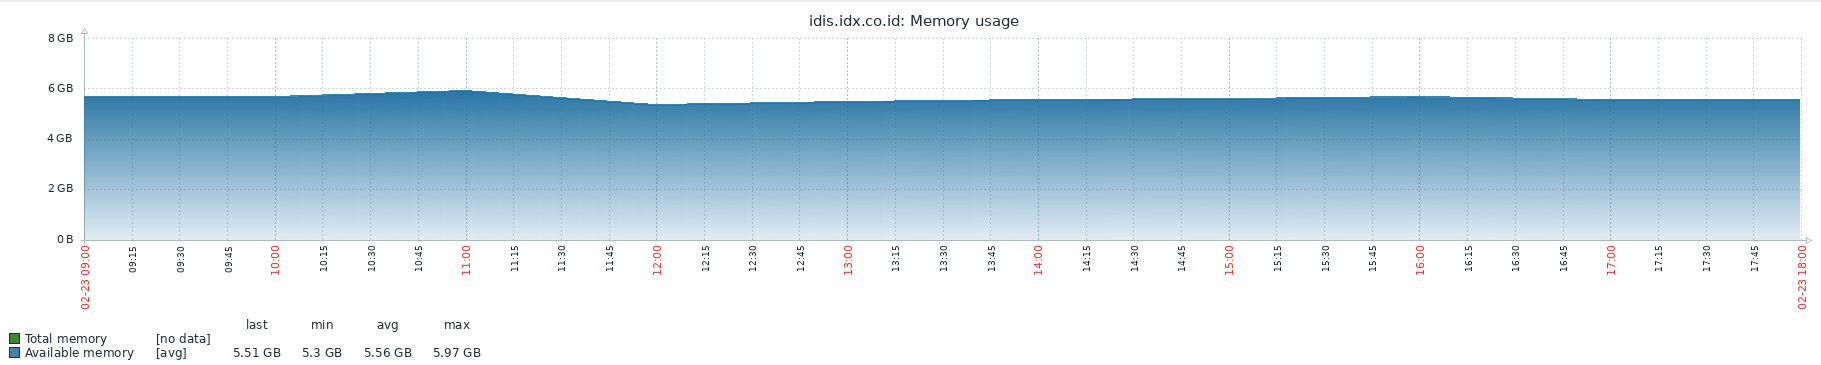 idis.idx.co.id: Memory usage
8 GB
6 GB
4 GB
2 GB
0 B
02-23 09:00 09:15 09:30 09:45 10:00 10:15 10:30 10:45 11:00 11:15 11:30 11:45 12:00 12:15 12:30 12:45 13:00 13:15 13:30 13:45 14:00 14:15 14:30 14:45 15:00 15:15 15:30 15:45 16:00 16:15 16:30 16:45 17:00 17:15 17:30 17:45 02-23 18:00
last min avg max
Total memory [no data]
Available memory [avg] 5.51 GB 5.3 GB 5.56 GB 5.97 GB